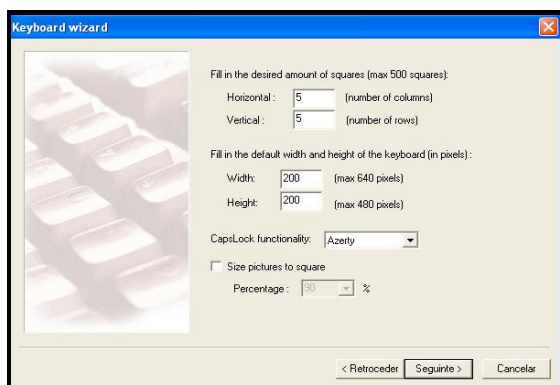 Keyboard wizard
Fill in the desired amount of squares (max 500 squares):
Horizontal : 5 (number of columns)
Vertical : 5 (number of rows)
Fill in the default width and height of the keyboard (in pixels) :
Width: 200 (max 640 pixels)
Height: 200 (max 480 pixels)
CapsLock functionality: Azerty
Size pictures to square
Percentage : 90 %
< Retroceder Seguinte > Cancelar